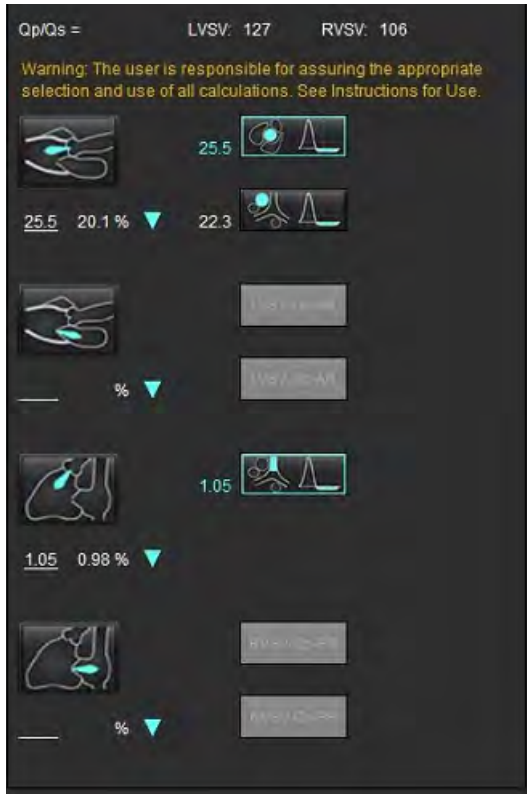 Qp/Qs = LVSV: 127 RVSV: 106
Warning: The user is responsible for assuring the appropriate
selection and use of all calculations. See Instructions for Use.
25.5
25.5 20.1 % 22.3
%
1.05
1.05 0.98 %
%